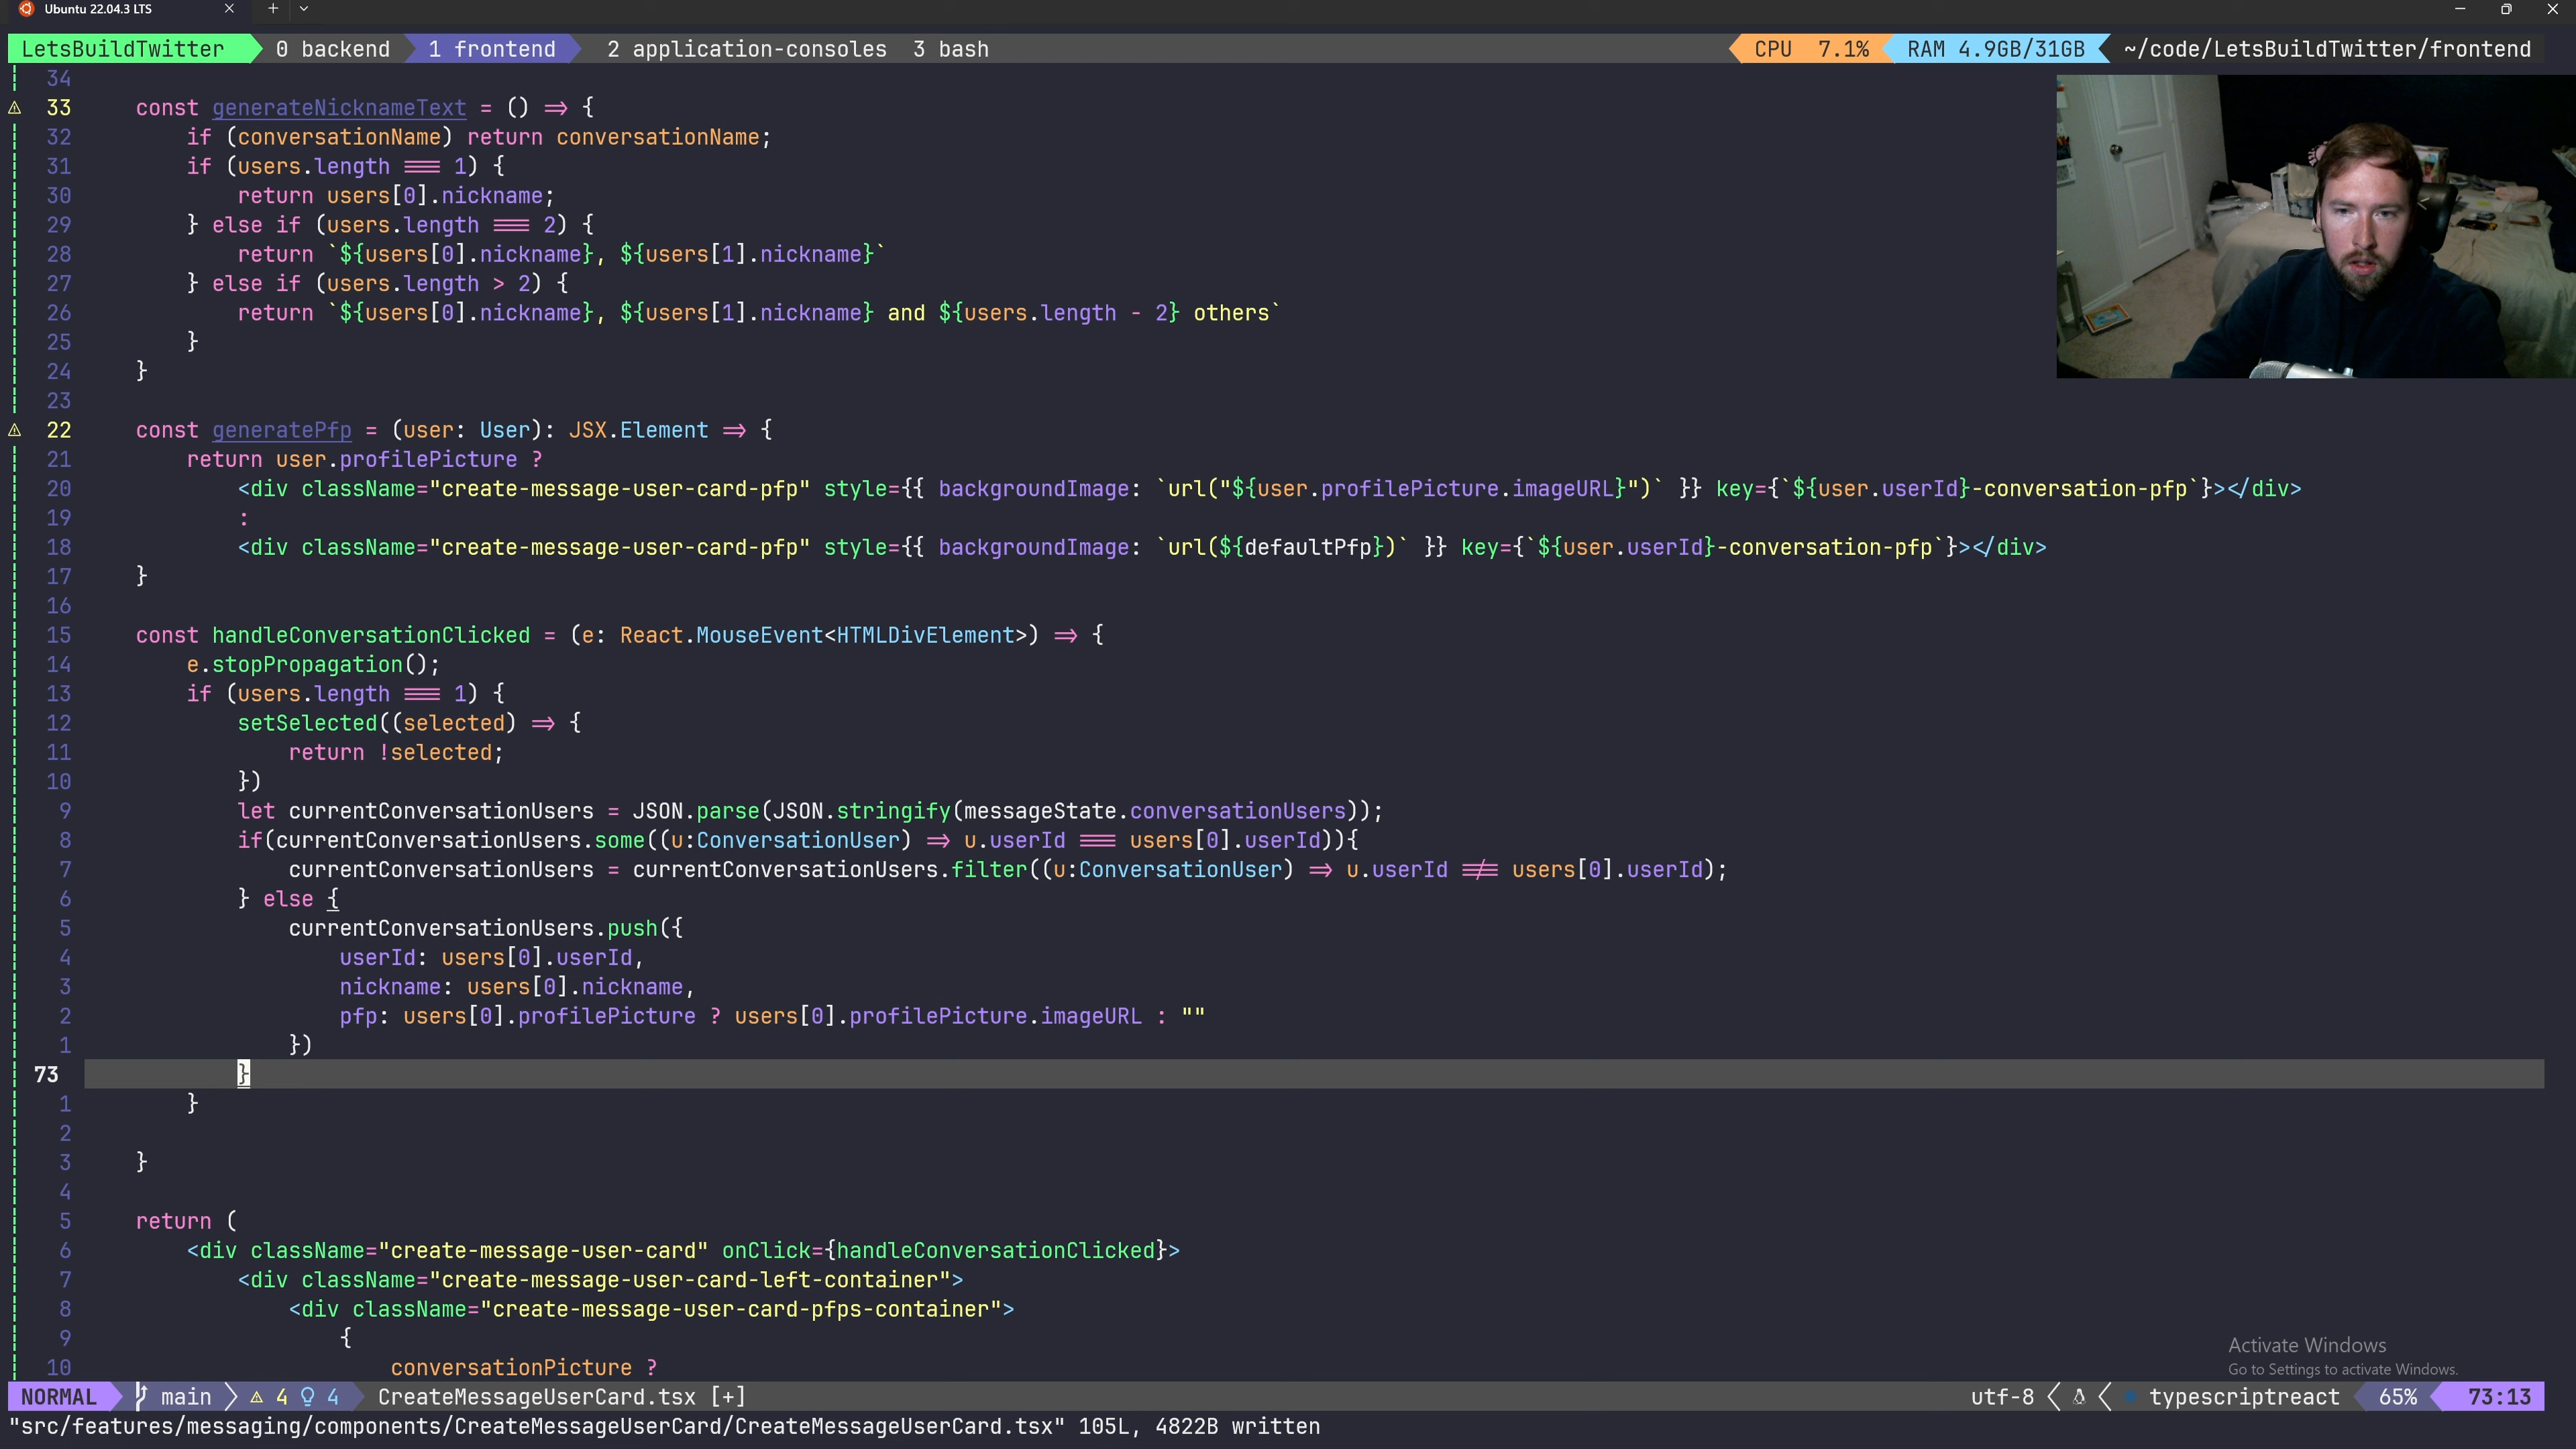 Ubuntu 22.04.3 LTS
LetsBuildTwitter 0 backend 1 frontend 2 application-consoles 3 bash CPU 7.1% RAM 4.9GB/31GB ~/code/LetsBuildTwitter/frontend
34
33 const generateNicknameText = () => {
32 if (conversationName) return conversationName;
31 if (users.length === 1) {
30 return users[0].nickname;
29 } else if (users.length === 2) {
28 return `${users[0].nickname}, ${users[1].nickname}`
27 } else if (users.length > 2) {
26 return `${users[0].nickname}, ${users[1].nickname} and ${users.length - 2} others`
25 }
24 }
23
22 const generatePfp = (user: User): JSX.Element => {
21 return user.profilePicture ?
20 <div className="create-message-user-card-pfp" style={{ backgroundImage: `url("${user.profilePicture.imageURL}")` }} key={`${user.userId}-conversation-pfp`}></div>
19 :
18 <div className="create-message-user-card-pfp" style={{ backgroundImage: `url(${defaultPfp})` }} key={`${user.userId}-conversation-pfp`}></div>
17 }
16
15 const handleConversationClicked = (e: React.MouseEvent<HTMLDivElement>) => {
14 e.stopPropagation();
13 if (users.length === 1) {
12 setSelected((selected) => {
11 return !selected;
10 })
9 let currentConversationUsers = JSON.parse(JSON.stringify(messageState.conversationUsers));
8 if(currentConversationUsers.some((u:ConversationUser) => u.userId === users[0].userId)){
7 currentConversationUsers = currentConversationUsers.filter((u:ConversationUser) => u.userId !== users[0].userId);
6 } else {
5 currentConversationUsers.push({
4 userId: users[0].userId,
3 nickname: users[0].nickname,
2 pfp: users[0].profilePicture ? users[0].profilePicture.imageURL : ""
1 })
73 }
1 }
2
3 }
4
5 return (
6 <div className="create-message-user-card" onClick={handleConversationClicked}>
7 <div className="create-message-user-card-left-container">
8 <div className="create-message-user-card-pfps-container">
9 {
10 conversationPicture ?
Activate Windows
Go to Settings to activate Windows.
NORMAL main 4 4 CreateMessageUserCard.tsx [+] utf-8 typescriptreact 65% 73:13
"src/features/messaging/components/CreateMessageUserCard/CreateMessageUserCard.tsx" 105L, 4822B written